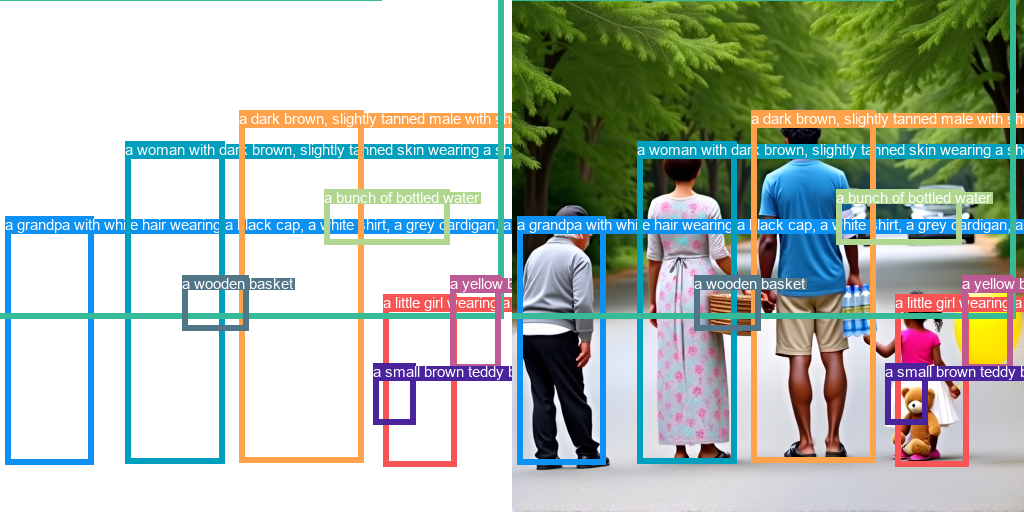 a dark brown, slightly tanned male with sh
a woman with dark brown, slightly tanned skin wearing a sh
a bunch of bottled water
a grandpa with white hair wearing a black cap, a white shirt, a grey cardigan, a
a wooden basket
a yellow b
a little girl wearing a
a small brown teddy b
a dark brown, slightly tanned male with sh
a woman with dark brown, slightly tanned skin wearing a sh
a bunch of bottled water
a grandpa with white hair wearing a black cap, a white shirt, a grey cardigan, a
a wooden basket
a yellow b
a little girl wearing a
a small brown teddy b